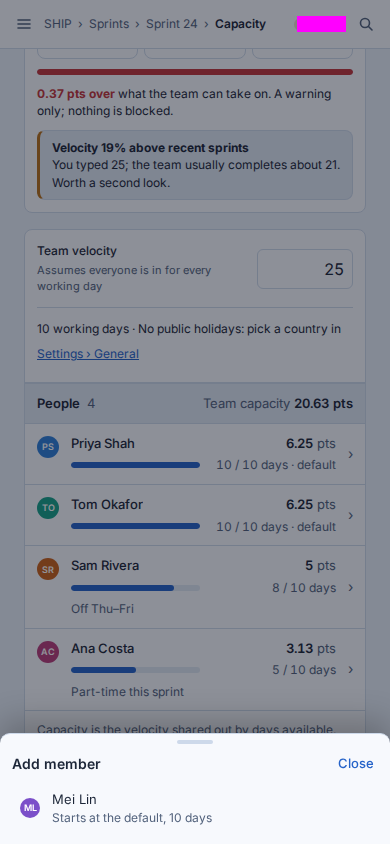 SHIP › Sprints › Sprint 24 › Capacity
0.37 pts over what the team can take on. A warning
only; nothing is blocked.
Velocity 19% above recent sprints
You typed 25; the team usually completes about 21.
Worth a second look.
Team velocity
Assumes everyone is in for every
working day
25
10 working days · No public holidays: pick a country in
Settings › General
People 4
Team capacity 20.63 pts
PS
Priya Shah
6.25 pts
10 / 10 days · default
›
TO
Tom Okafor
6.25 pts
10 / 10 days · default
›
SR
Sam Rivera
5 pts
8 / 10 days
›
Off Thu–Fri
AC
Ana Costa
3.13 pts
5 / 10 days
›
Part-time this sprint
Capacity is the velocity shared out by days available.
Add member
Close
ML
Mei Lin
Starts at the default, 10 days